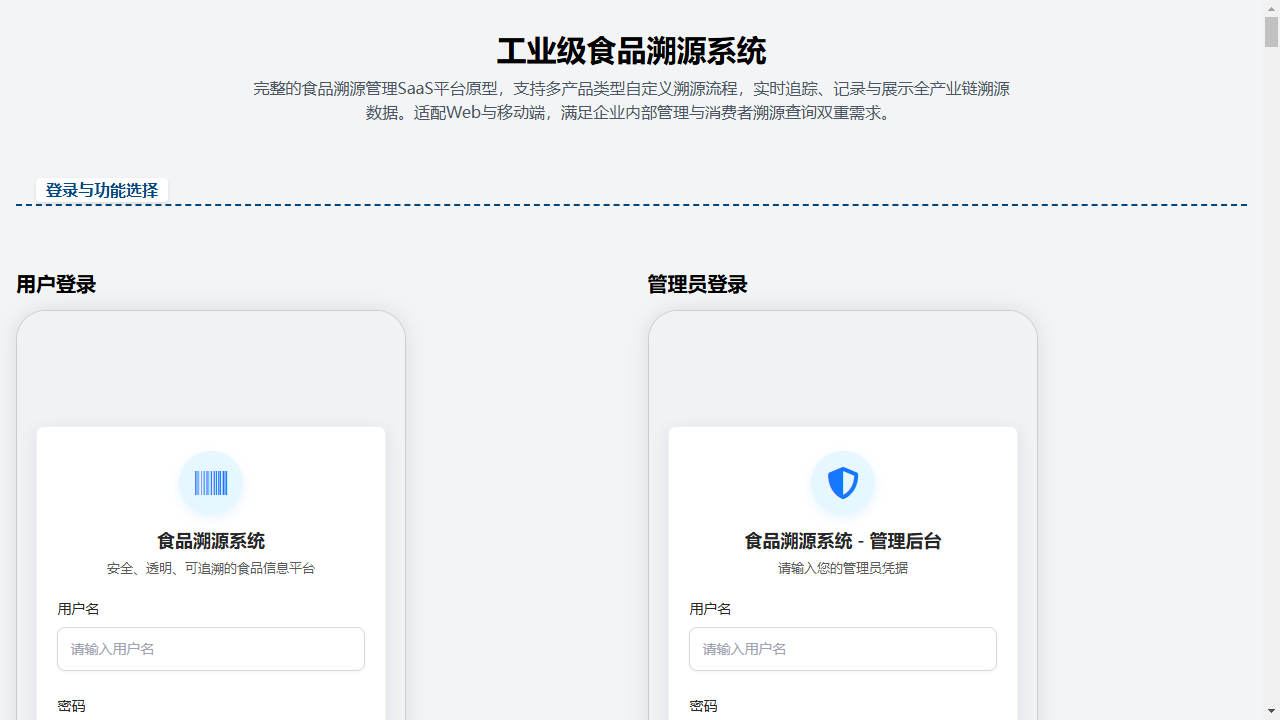 工业级食品溯源系统
完整的食品溯源管理SaaS平台原型，支持多产品类型自定义溯源流程，实时追踪、记录与展示全产业链溯源
数据。适配Web与移动端，满足企业内部管理与消费者溯源查询双重需求。
登录与功能选择
用户登录
管理员登录
食品溯源系统
安全、透明、可追溯的食品信息平台
用户名
请输入用户名
密码
食品溯源系统 - 管理后台
请输入您的管理员凭据
用户名
请输入用户名
密码